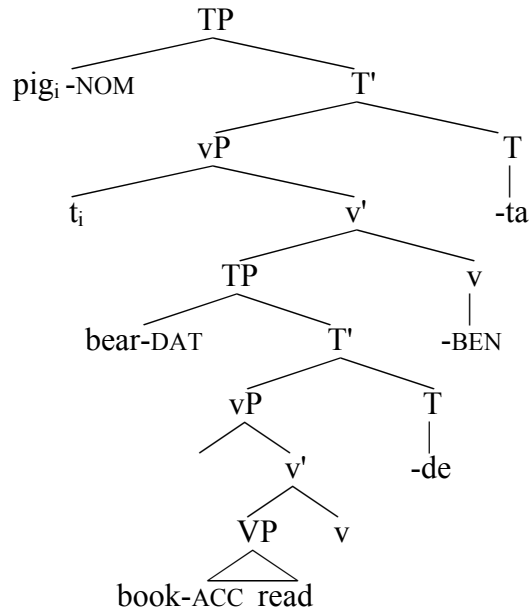 TP
pigi -NOM T'
vP T
ti v' -ta
TP v
bear-DAT T' -BEN
vP T
v' -de
VP v
book-ACC read